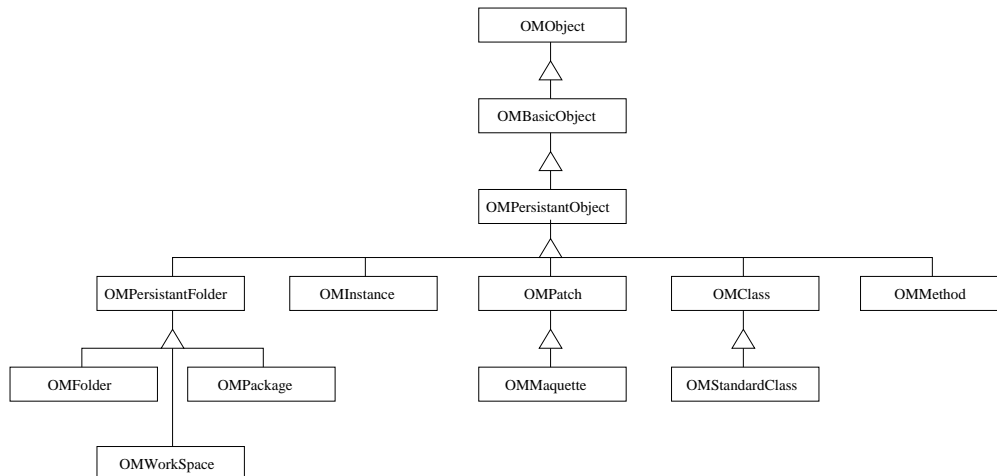 OMObject
OMBasicObject
OMPersistantObject
OMPersistantFolder
OMInstance
OMPatch
OMClass
OMMethod
OMFolder
OMPackage
OMMaquette
OMStandardClass
OMWorkSpace